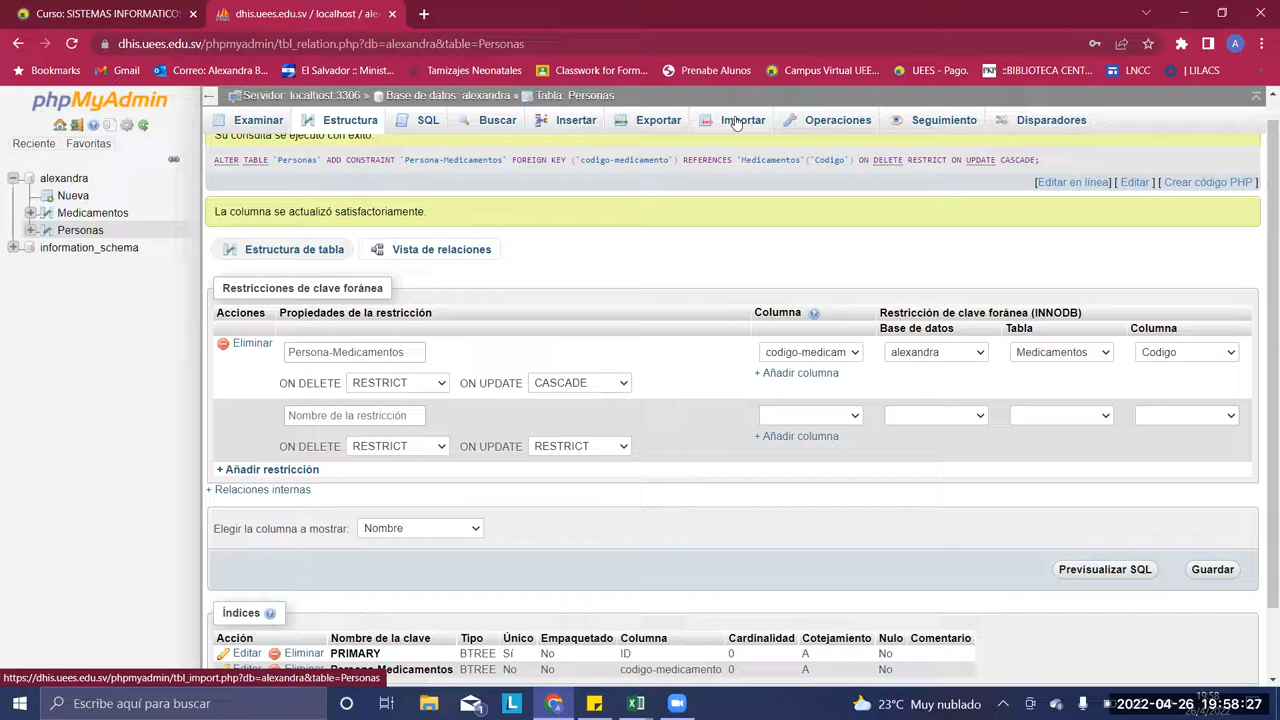 Curso: SISTEMAS INFORMATICOS
dhis.uees.edu.sv / localhost / ale
dhis.uees.edu.sv/phpmyadmin/tbl_relation.php?db=alexandra&table=Personas
Bookmarks
Gmail
Correo: Alexandra B...
El Salvador :: Minist...
Tamizajes Neonatales
Classwork for Form...
Prenabe Alunos
Campus Virtual UEE...
UEES - Pago.
::BIBLIOTECA CENT...
LNCC
LILACS
phpMyAdmin
Servidor: localhost:3306 » Base de datos: alexandra » Tabla: Personas
Examinar
Estructura
SQL
Buscar
Insertar
Exportar
Importar
Operaciones
Seguimiento
Disparadores
Reciente
Favoritas
alexandra
Nueva
Medicamentos
Personas
information_schema
Su consulta se ejecutó con éxito.
ALTER TABLE `Personas` ADD CONSTRAINT `Persona-Medicamentos` FOREIGN KEY (`codigo-medicamento`) REFERENCES `Medicamentos`(`Codigo`) ON DELETE RESTRICT ON UPDATE CASCADE;
[Editar en línea] [ Editar ] [ Crear código PHP ]
La columna se actualizó satisfactoriamente.
Estructura de tabla
Vista de relaciones
Restricciones de clave foránea
Acciones
Propiedades de la restricción
Columna
Restricción de clave foránea (INNODB)
Base de datos
Tabla
Columna
Eliminar
Persona-Medicamentos
codigo-medicam
alexandra
Medicamentos
Codigo
ON DELETE RESTRICT ON UPDATE CASCADE
+ Añadir columna
Nombre de la restricción
ON DELETE RESTRICT ON UPDATE RESTRICT
+ Añadir columna
+ Añadir restricción
+ Relaciones internas
Elegir la columna a mostrar: Nombre
Previsualizar SQL
Guardar
Índices
Acción Nombre de la clave Tipo Único Empaquetado Columna Cardinalidad Cotejamiento Nulo Comentario
Editar Eliminar PRIMARY BTREE Sí No ID 0 A No
Editar Eliminar Persona-Medicamentos BTREE No No codigo-medicamento 0 A No
https://dhis.uees.edu.sv/phpmyadmin/tbl_import.php?db=alexandra&table=Personas
Escribe aquí para buscar
23°C Muy nublado
19:58
26/4/2022
2022-04-26 19:58:27